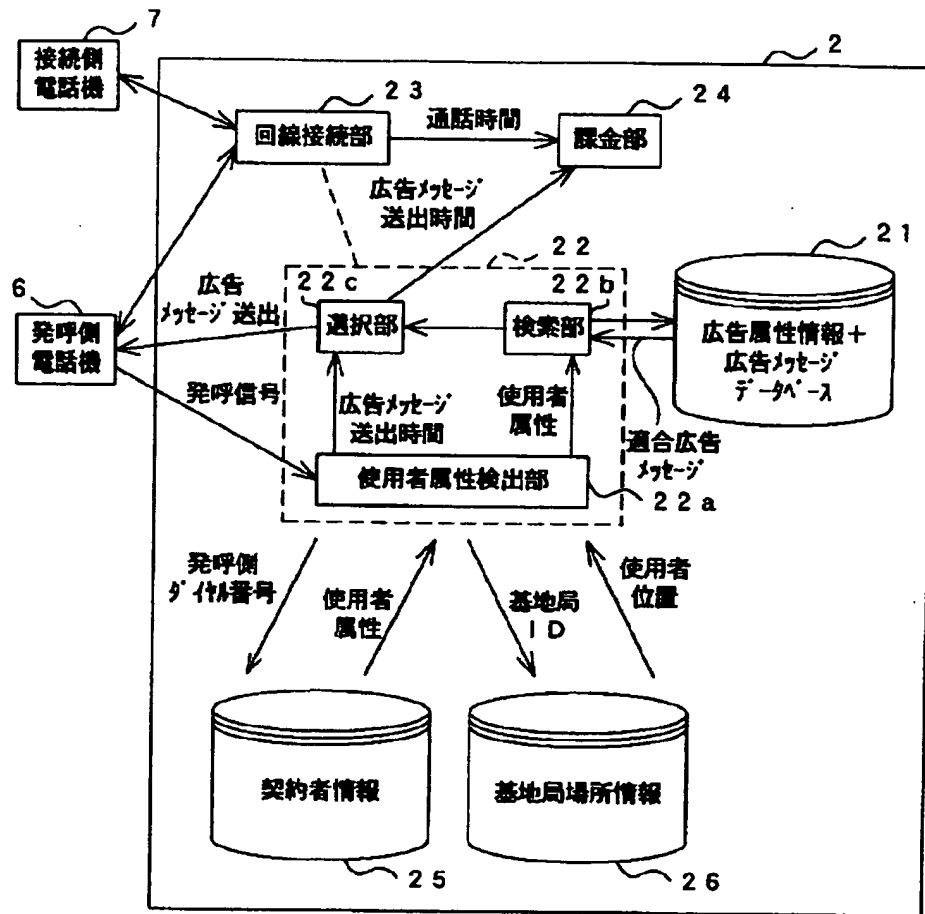 7
接続側
電話機
2
23
回線接続部
通話時間
24
課金部
広告メッセージ
送出時間
22
21
6
発呼側
電話機
広告
メッセージ送出
22c
選択部
22b
検索部
広告属性情報+
広告メッセージ
データベース
発呼信号
広告メッセージ
送出時間
使用者
属性
適合広告
メッセージ
使用者属性検出部
22a
発呼側
ダイヤル番号
使用者
属性
基地局
ID
使用者
位置
契約者情報
基地局場所情報
25
26